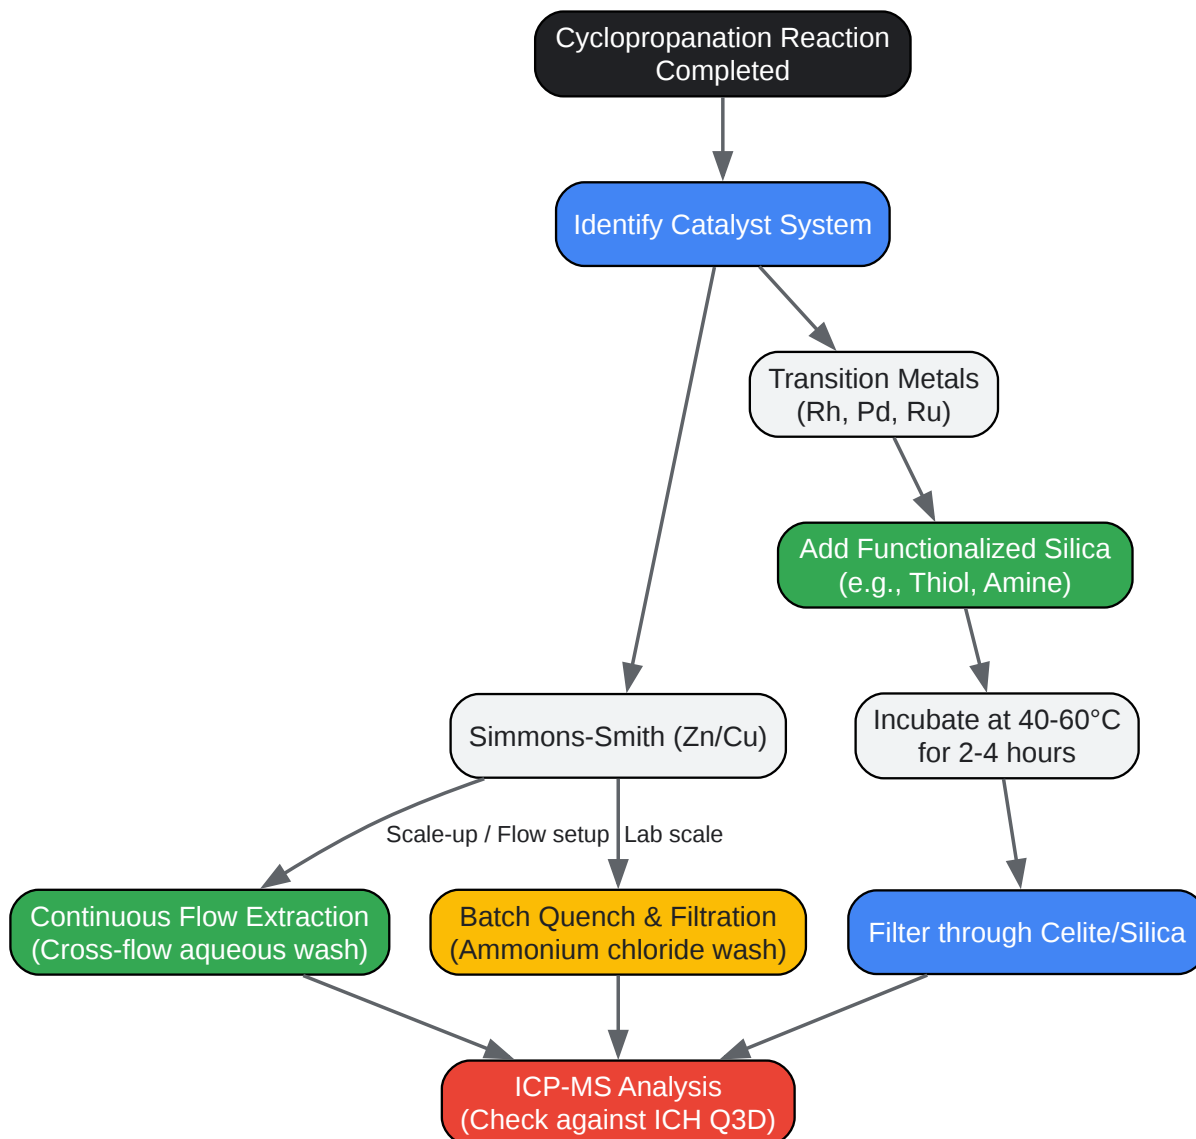 Cyclopropanation Reaction
Completed
Identify Catalyst System
Transition Metals
(Rh, Pd, Ru)
Add Functionalized Silica
(e.g., Thiol, Amine)
Simmons-Smith (Zn/Cu)
Incubate at 40-60°C
for 2-4 hours
Scale-up / Flow setup
Lab scale
Continuous Flow Extraction
(Cross-flow aqueous wash)
Batch Quench & Filtration
(Ammonium chloride wash)
Filter through Celite/Silica
ICP-MS Analysis
(Check against ICH Q3D)